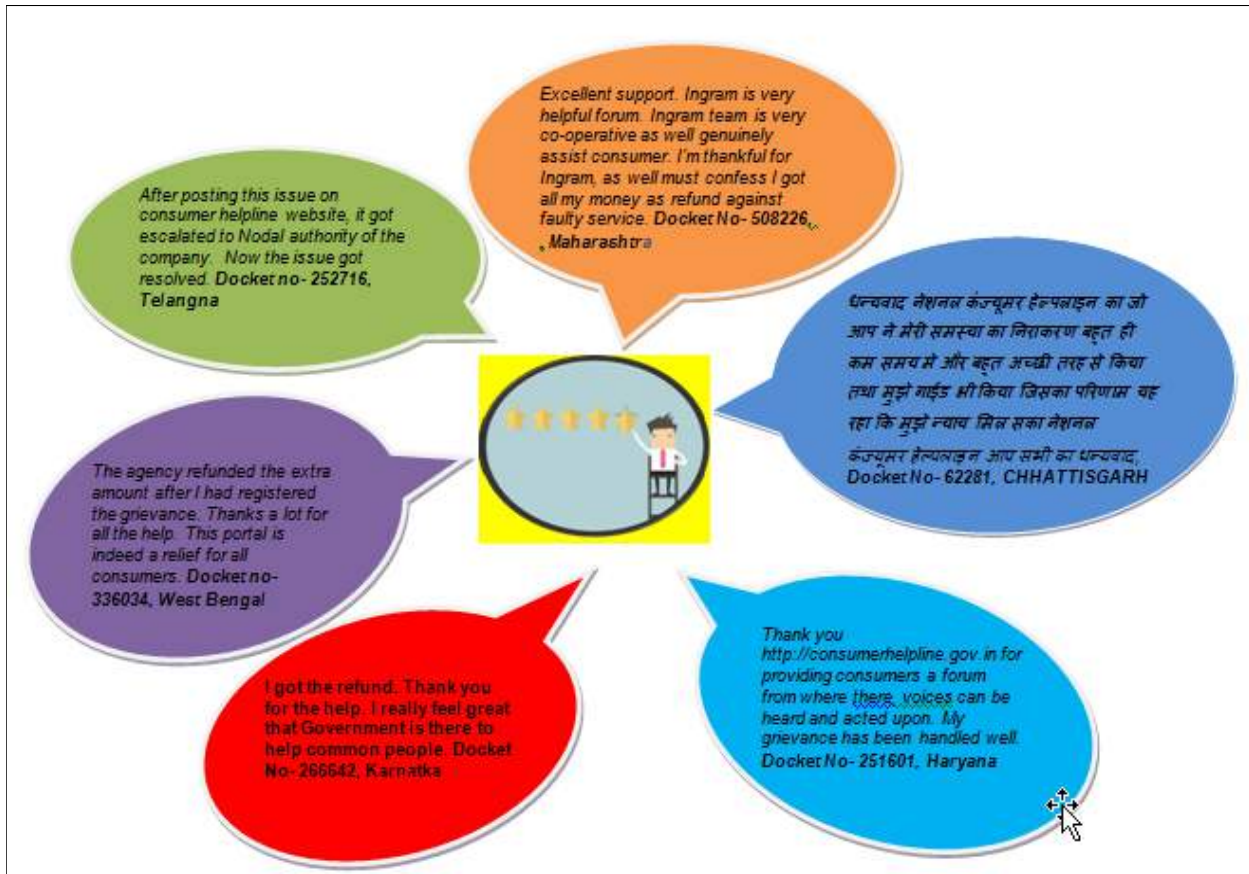 Excellent support. Ingram is very
helpful forum. Ingram team is very
co-operative as well genuinely
assist consumer. I'm thankful for
Ingram, as well must confess I got
all my money as refund against
faulty service. Docket No- 508226,
, Maharashtra
After posting this issue on
consumer helpline website, it got
escalated to Nodal authority of the
company. Now the issue got
resolved. Docket no- 252716,
Telangna
धन्यवाद नेशनल कंज्यूमर हेल्पलाइन का जो
आप ने मेरी समस्या का निराकरण बहुत ही
कम समय मे और बहुत अच्छी तरह से किया
तथा मुझे गाईड भी किया जिसका परिणाम यह
रहा कि मुझे न्याय मिल सका नेशनल
कंज्यूमर हेल्पलाइन आप सभी का धन्यवाद,
Docket No- 62281, CHHATTISGARH
The agency refunded the extra
amount after I had registered
the grievance. Thanks a lot for
all the help. This portal is
indeed a relief for all
consumers. Docket no-
336034, West Bengal
I got the refund. Thank you
for the help. I really feel great
that Government is there to
help common people. Docket
No- 266642, Karnatka
Thank you
http://consumerhelpline.gov.in for
providing consumers a forum
from where there voices can be
heard and acted upon. My
grievance has been handled well.
Docket No- 251601, Haryana